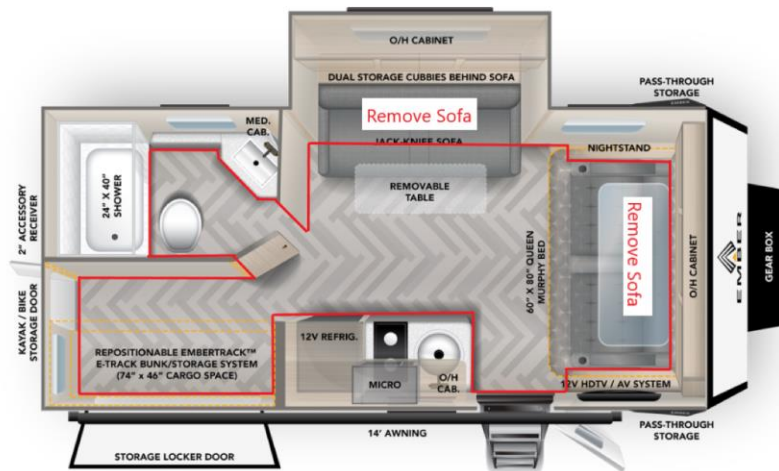 O/H CABINET
DUAL STORAGE CUBBIES BEHIND SOFA
Remove Sofa
JACK-KNIFE SOFA
REMOVABLE
TABLE
PASS-THROUGH
STORAGE
MED.
CAB.
NIGHTSTAND
24" X 40"
SHOWER
2" ACCESSORY
RECEIVER
KAYAK / BIKE
STORAGE DOOR
60" X 80" QUEEN
MURPHY BED
Remove Sofa
O/H CABINET
EMBER
GEAR BOX
REPOSITIONABLE EMBERTRACK™
E-TRACK BUNK/STORAGE SYSTEM
(74" x 46" CARGO SPACE)
12V REFRIG.
MICRO
O/H
CAB.
12V HDTV / AV SYSTEM
14' AWNING
PASS-THROUGH
STORAGE
STORAGE LOCKER DOOR